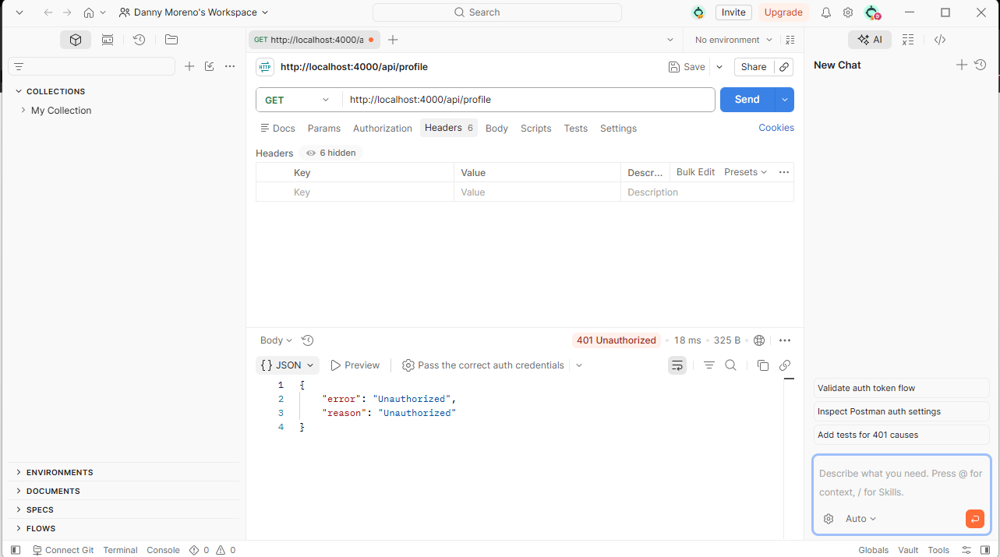 Danny Moreno's Workspace
Search
Invite
Upgrade
GET http://localhost:4000/a
No environment
AI
HTTP http://localhost:4000/api/profile
Save
Share
New Chat
COLLECTIONS
My Collection
GET http://localhost:4000/api/profile
Send
Docs Params Authorization Headers 6 Body Scripts Tests Settings
Cookies
Headers 6 hidden
Key Value Descr... Bulk Edit Presets
Key Value Description
Body
401 Unauthorized 18 ms 325 B
{ } JSON Preview Pass the correct auth credentials
1 {
2 "error": "Unauthorized",
3 "reason": "Unauthorized"
4 }
Validate auth token flow
Inspect Postman auth settings
Add tests for 401 causes
Describe what you need. Press @ for
context, / for Skills.
Auto
ENVIRONMENTS
DOCUMENTS
SPECS
FLOWS
Connect Git Terminal Console 0 0
Globals Vault Tools